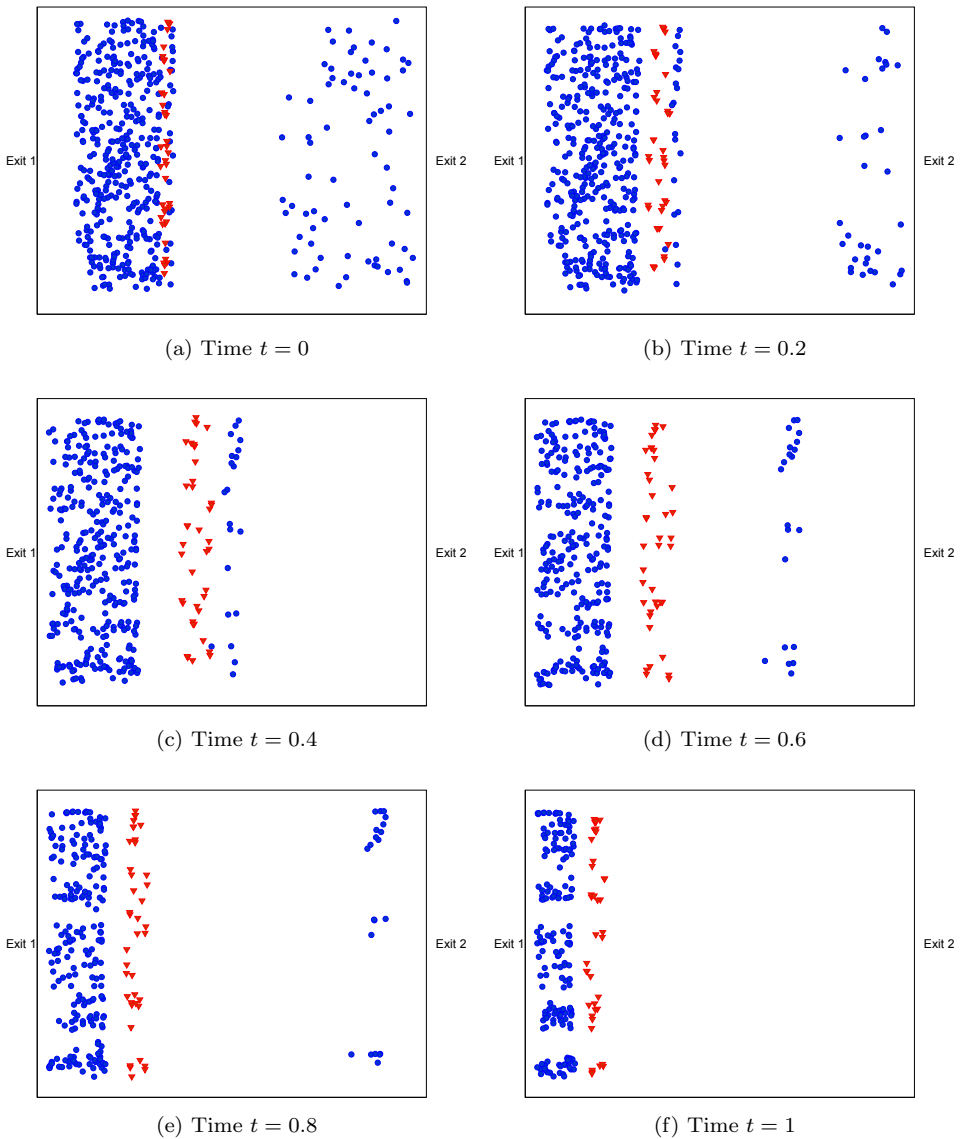 Exit 1 Exit 2 Exit 1 Exit 2
(a) Time t = 0 (b) Time t = 0.2
Exit 1 Exit 2 Exit 1 Exit 2
(c) Time t = 0.4 (d) Time t = 0.6
Exit 1 Exit 2 Exit 1 Exit 2
(e) Time t = 0.8 (f) Time t = 1